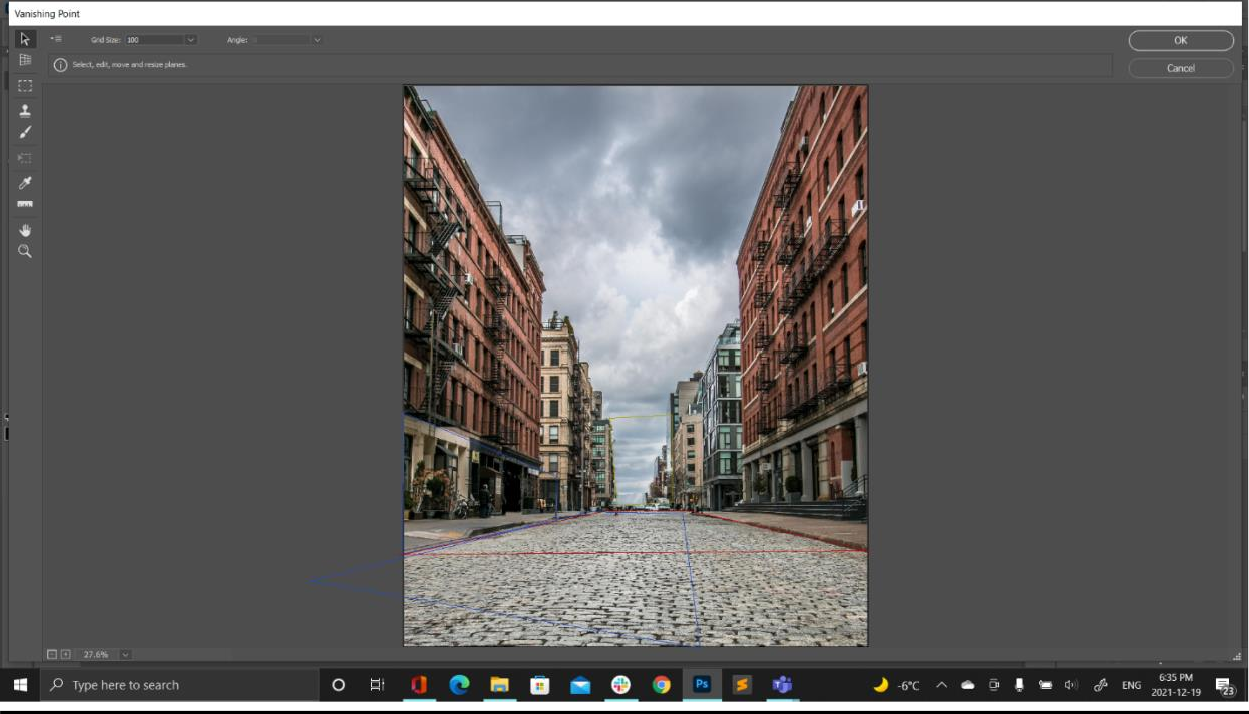 Vanishing Point
Grid Size: 100
Angle:
OK
Select, edit, move and resize planes.
Cancel
27.6%
Type here to search
Ps
-6°C
ENG
6:35 PM
2021-12-19
23